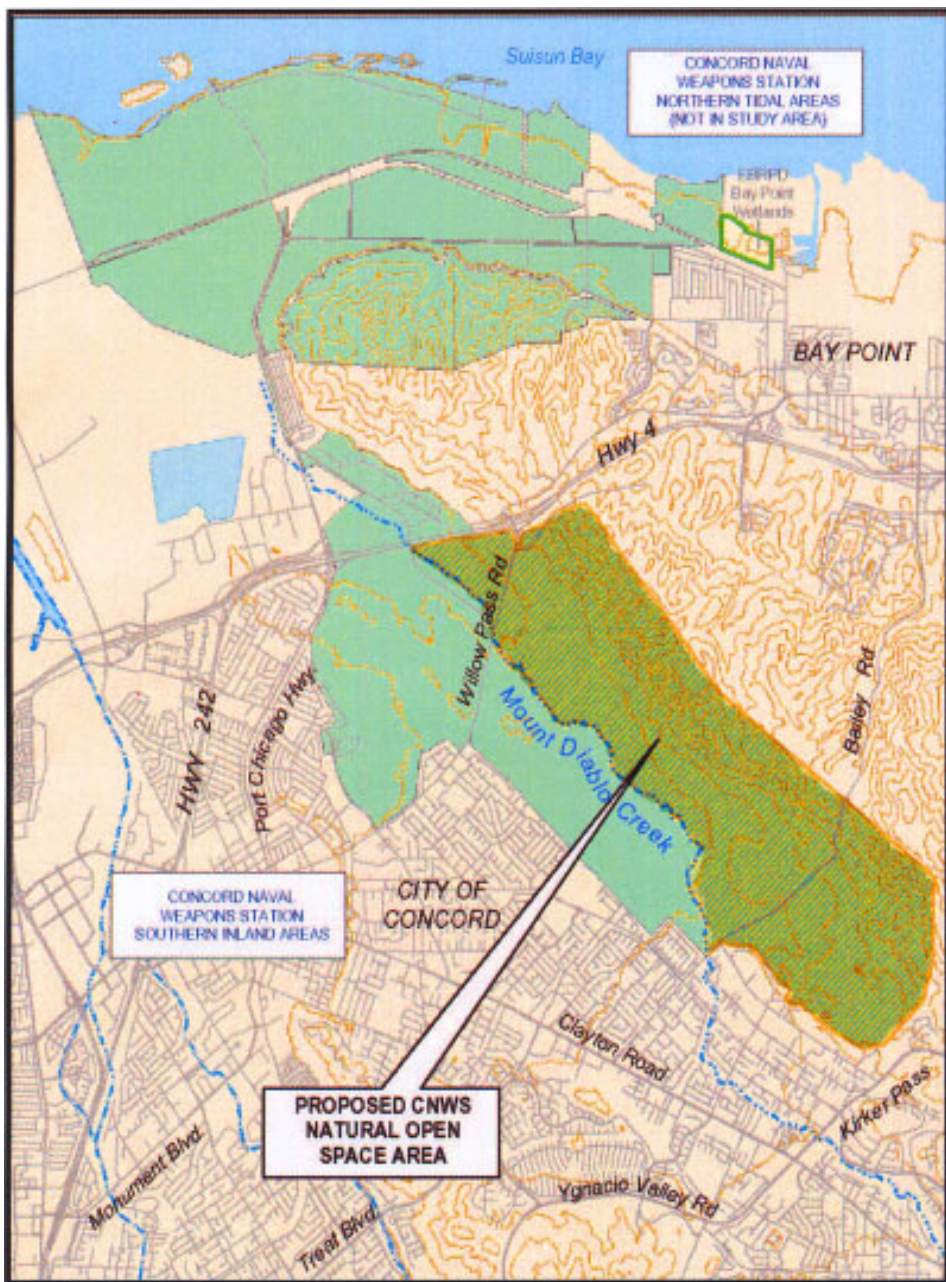 Suisun Bay
CONCORD NAVAL
WEAPONS STATION
NORTHERN TIDAL AREAS
(NOT IN STUDY AREA)
EBRPD
Bay Point
Wetlands
BAY POINT
Hwy 4
Willow Pass Rd
Bailey Rd
HWY 242
Port Chicago Hwy.
Mount Diablo Creek
CONCORD NAVAL
WEAPONS STATION
SOUTHERN INLAND AREAS
CITY OF
CONCORD
Clayton Road
Kirker Pass
PROPOSED CNWS
NATURAL OPEN
SPACE AREA
Monument Blvd.
Treat Blvd.
Ygnacio Valley Rd